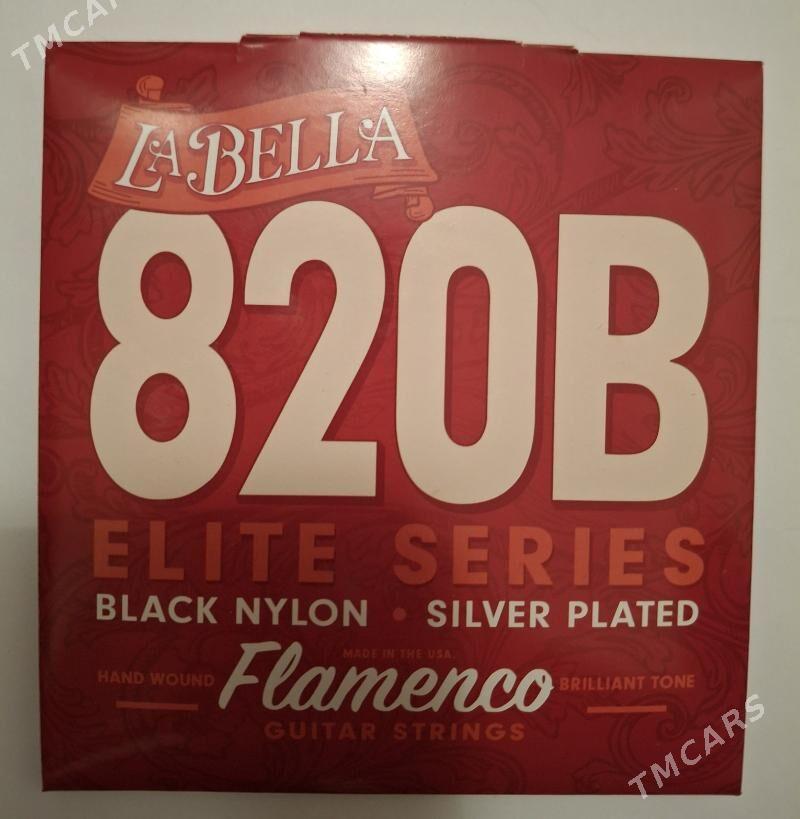 TMCAR
LABELLA
820B
ELITE SERIES
BLACK NYLON • SILVER PLATED
MADE IN THE USA.
HAND WOUND Flamenco BRILLIANT TONE
GUITAR STRINGS
TMCARS